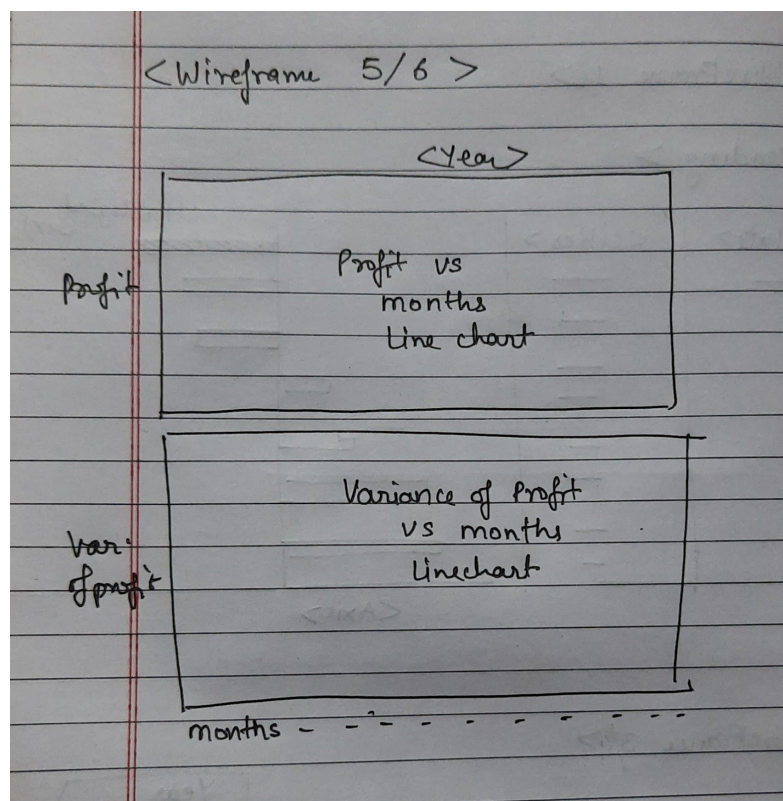 <Wireframe 5/6>
<Year>
Profit
Profit vs
months
Line chart
Variance of Profit
vs months
Linechart
Var.
of profit
months - - - - - - - - -